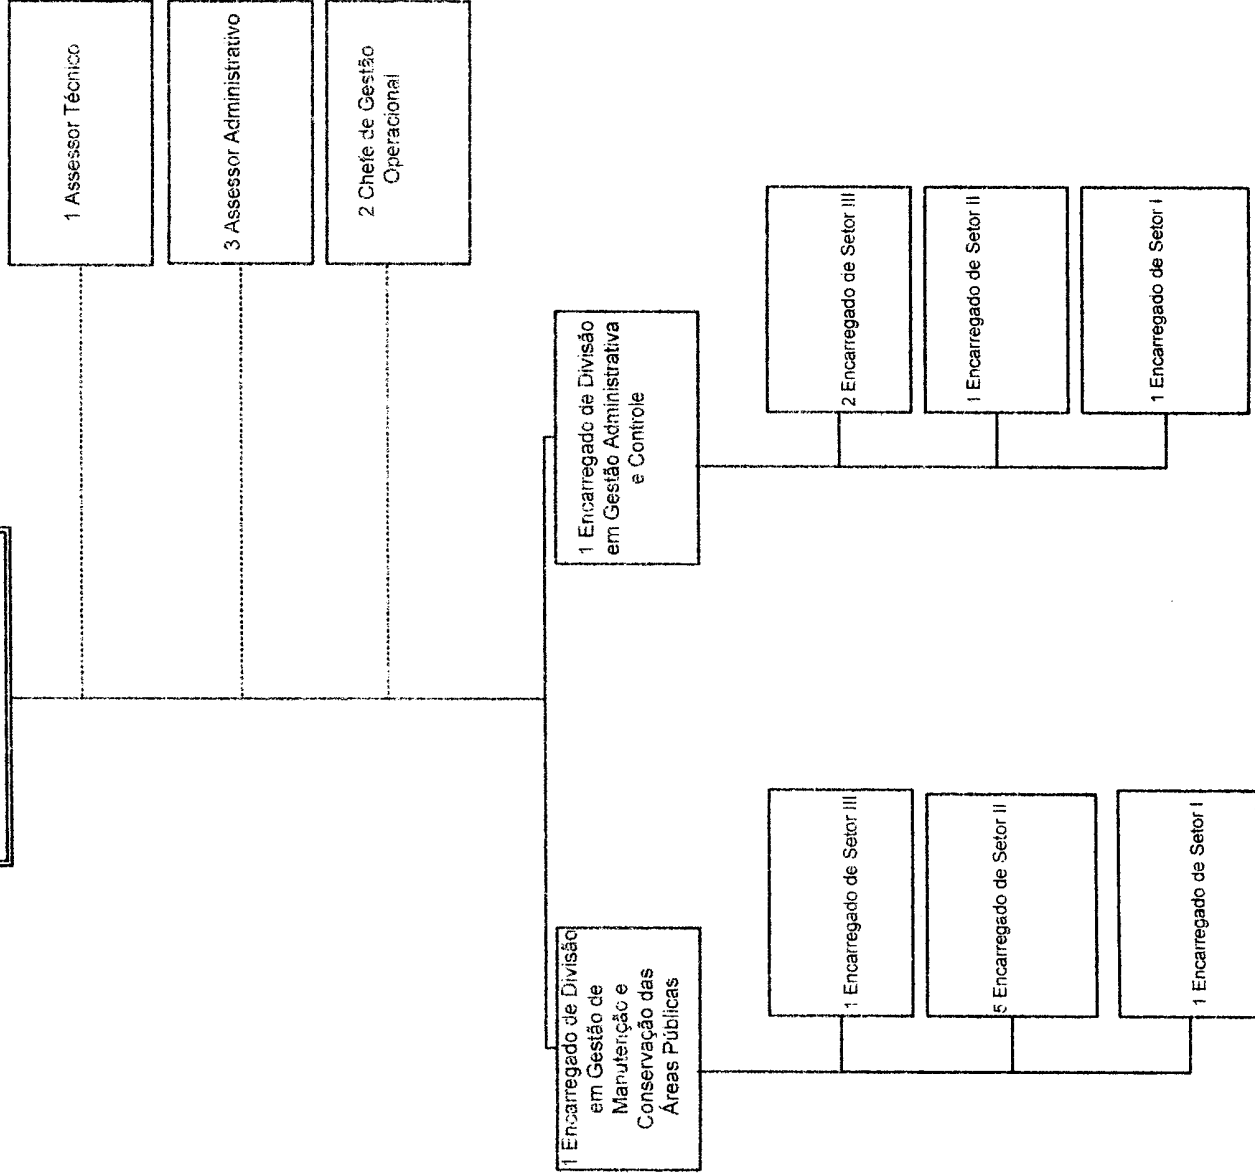 1 Assessor Técnico
3 Assessor Administrativo
2 Chefe de Gestão
Operacional
1 Encarregado de Divisão
em Gestão de
Manutenção e
Conservação das
Áreas Públicas
1 Encarregado de Setor III
5 Encarregado de Setor II
1 Encarregado de Setor I
1 Encarregado de Divisão
em Gestão Administrativa
e Controle
2 Encarregado de Setor III
1 Encarregado de Setor II
1 Encarregado de Setor I